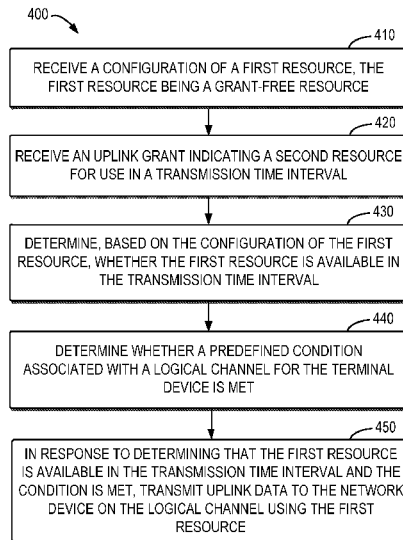 400
410
RECEIVE A CONFIGURATION OF A FIRST RESOURCE, THE
FIRST RESOURCE BEING A GRANT-FREE RESOURCE
420
RECEIVE AN UPLINK GRANT INDICATING A SECOND RESOURCE
FOR USE IN A TRANSMISSION TIME INTERVAL
430
DETERMINE, BASED ON THE CONFIGURATION OF THE FIRST
RESOURCE, WHETHER THE FIRST RESOURCE IS AVAILABLE IN
THE TRANSMISSION TIME INTERVAL
440
DETERMINE WHETHER A PREDEFINED CONDITION
ASSOCIATED WITH A LOGICAL CHANNEL FOR THE TERMINAL
DEVICE IS MET
450
IN RESPONSE TO DETERMINING THAT THE FIRST RESOURCE
IS AVAILABLE IN THE TRANSMISSION TIME INTERVAL AND THE
CONDITION IS MET, TRANSMIT UPLINK DATA TO THE NETWORK
DEVICE ON THE LOGICAL CHANNEL USING THE FIRST
RESOURCE